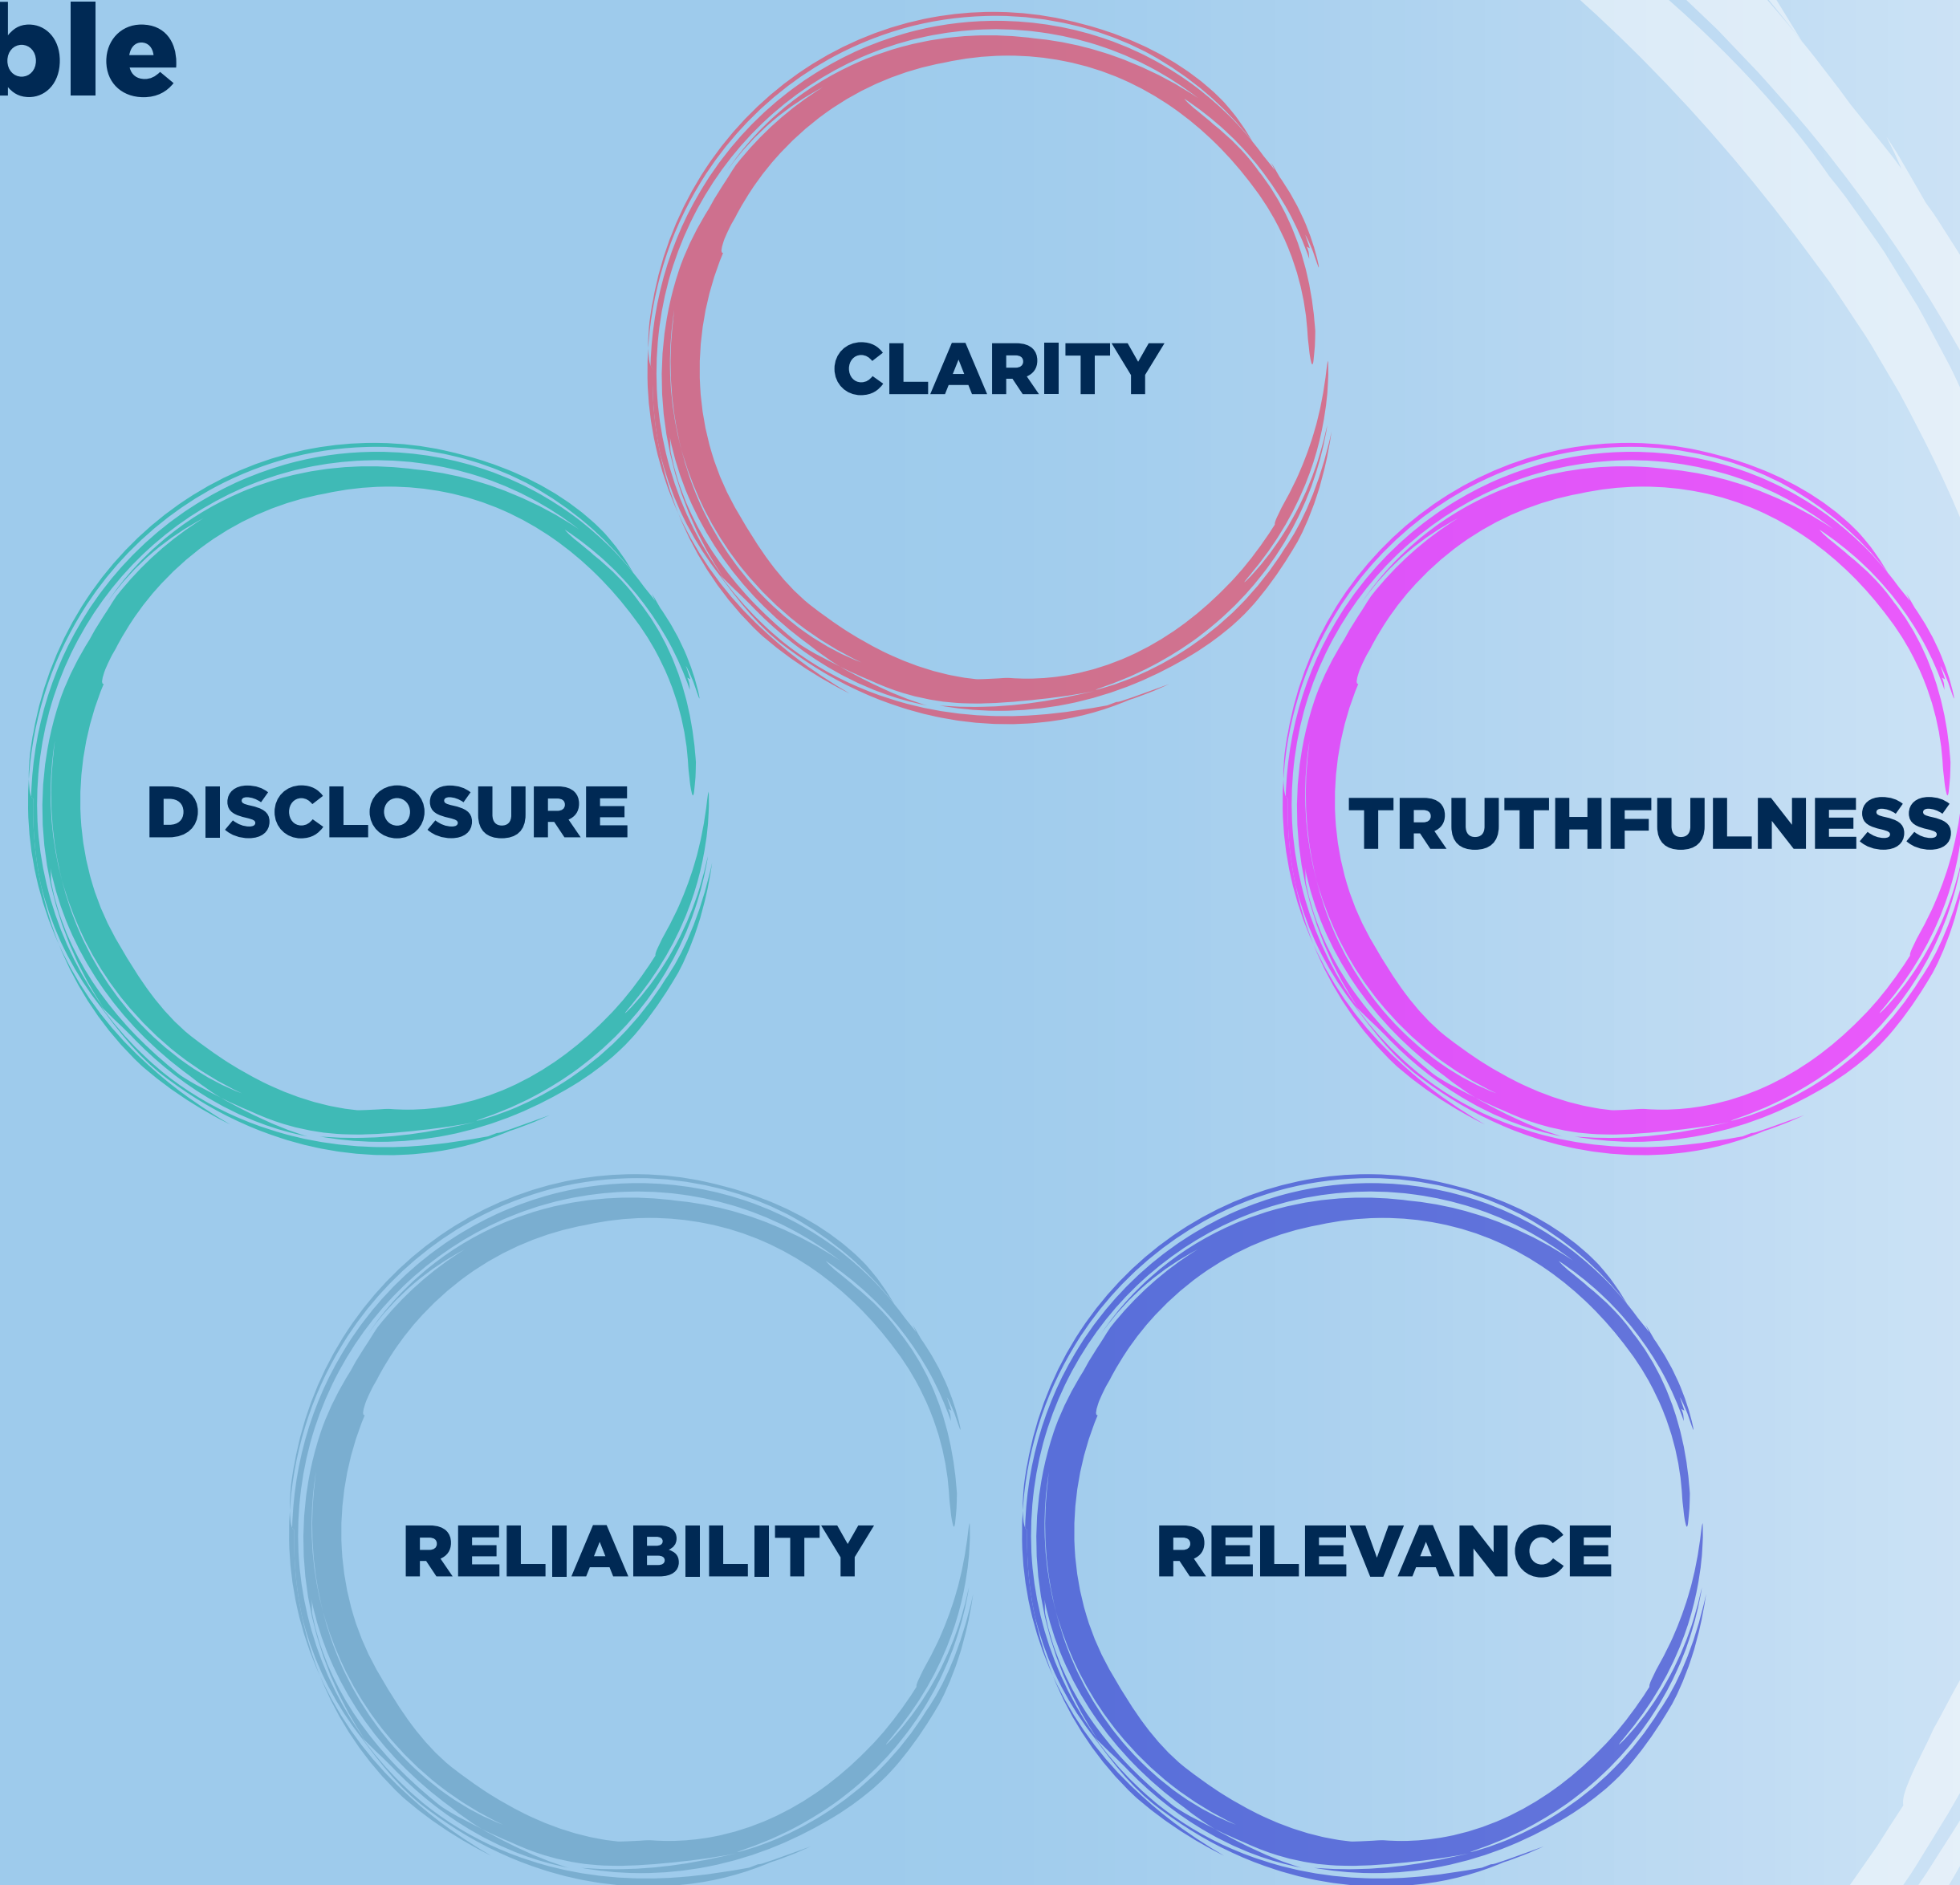 ble
CLARITY
DISCLOSURE
TRUTHFULNESS
RELIABILITY
RELEVANCE